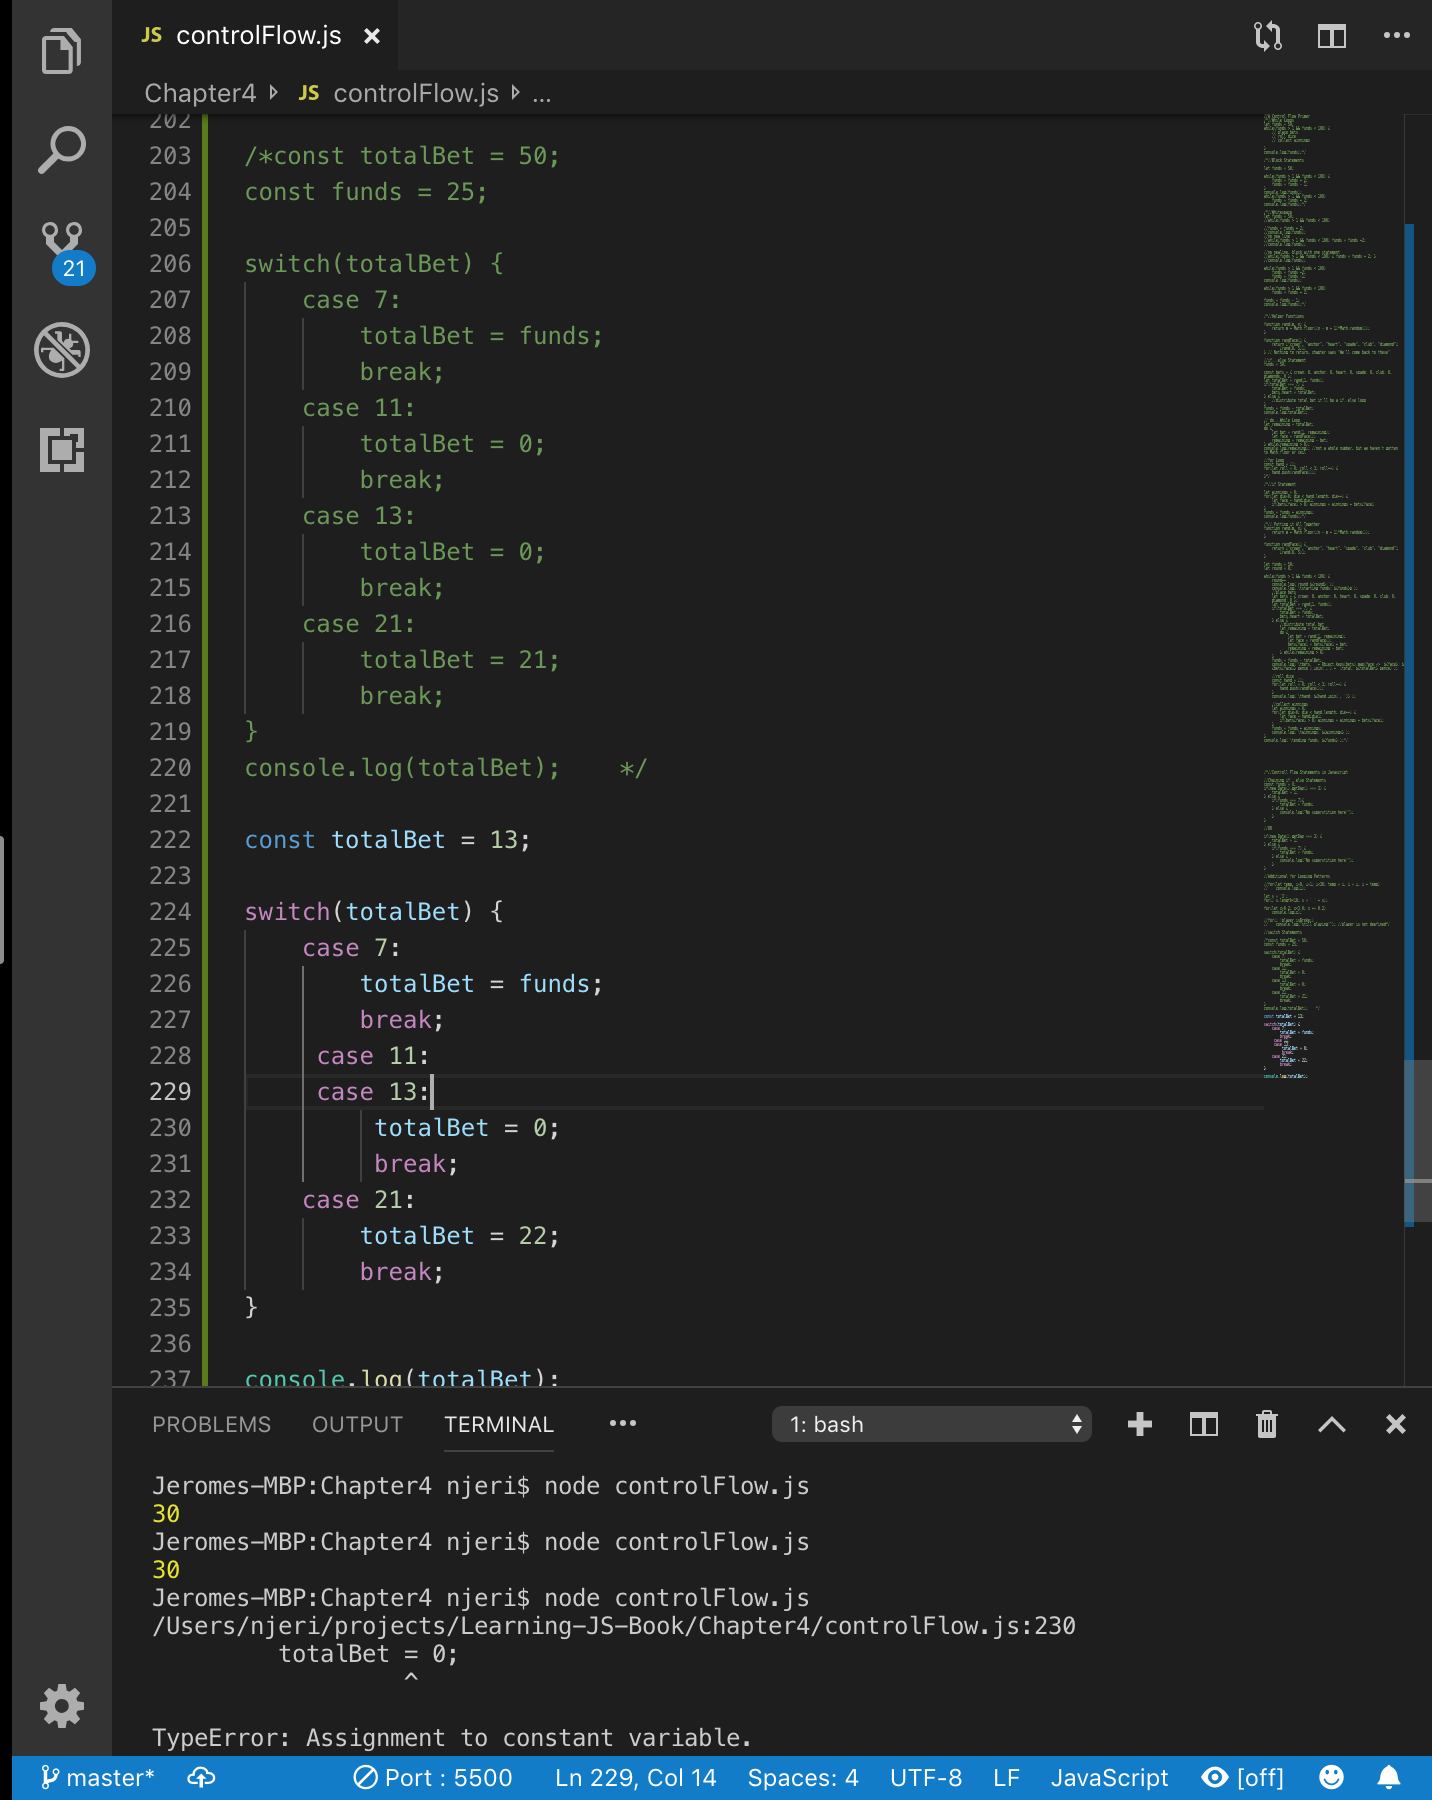 JS controlFlow.js ×
Chapter4 JS controlFlow.js ...
202
203 /*const totalBet = 50;
204 const funds = 25;
205
206 switch(totalBet) {
207 case 7:
208 totalBet = funds;
209 break;
210 case 11:
211 totalBet = 0;
212 break;
213 case 13:
214 totalBet = 0;
215 break;
216 case 21:
217 totalBet = 21;
218 break;
219 }
220 console.log(totalBet); */
221
222 const totalBet = 13;
223
224 switch(totalBet) {
225 case 7:
226 totalBet = funds;
227 break;
228 case 11:
229 case 13:
230 totalBet = 0;
231 break;
232 case 21:
233 totalBet = 22;
234 break;
235 }
236
237 console.log(totalBet);
21
PROBLEMS OUTPUT TERMINAL ... 1: bash
Jeromes-MBP:Chapter4 njeri$ node controlFlow.js
30
Jeromes-MBP:Chapter4 njeri$ node controlFlow.js
30
Jeromes-MBP:Chapter4 njeri$ node controlFlow.js
/Users/njeri/projects/Learning-JS-Book/Chapter4/controlFlow.js:230
totalBet = 0;
^
TypeError: Assignment to constant variable.
master* Port : 5500 Ln 229, Col 14 Spaces: 4 UTF-8 LF JavaScript [off]